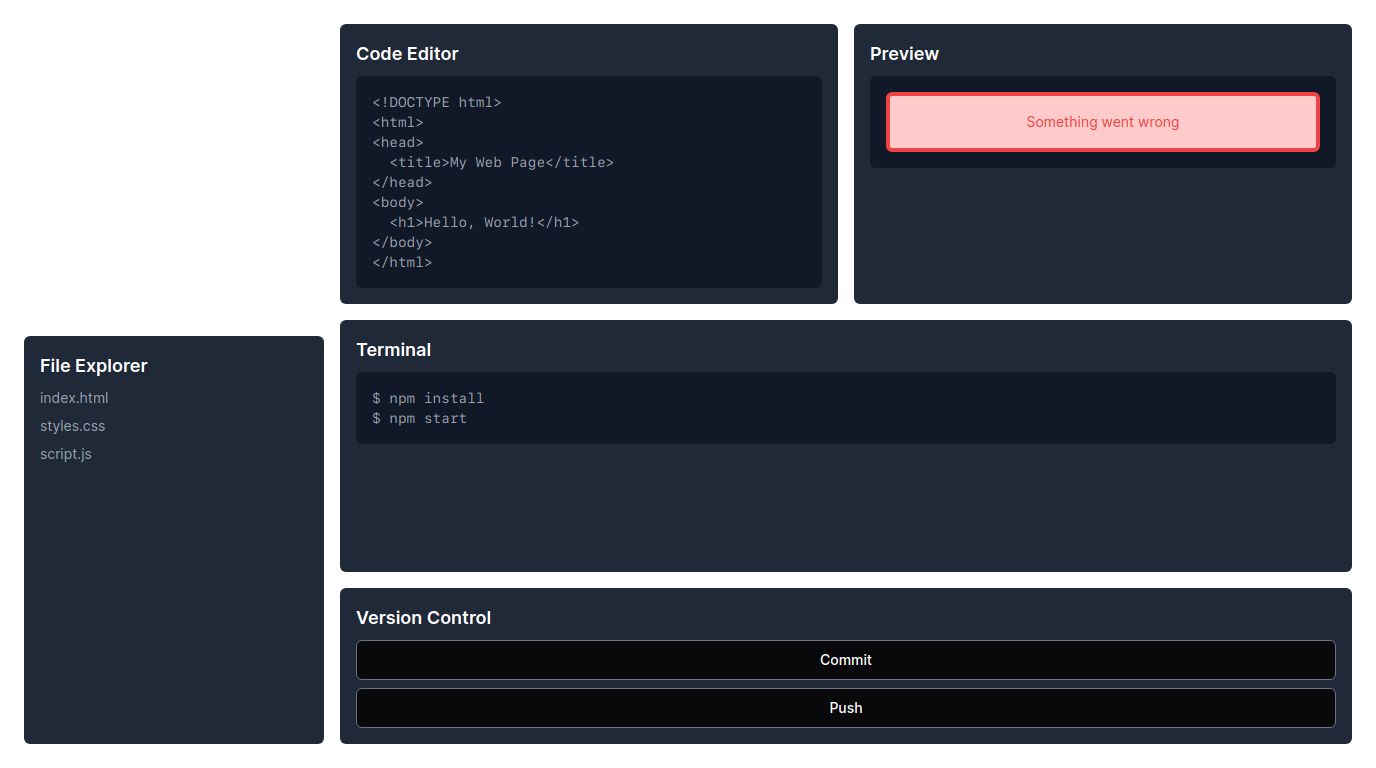 Code Editor
<!DOCTYPE html>
<html>
<head>
  <title>My Web Page</title>
</head>
<body>
  <h1>Hello, World!</h1>
</body>
</html>
Preview
Something went wrong
File Explorer
index.html
styles.css
script.js
Terminal
$ npm install
$ npm start
Version Control
Commit
Push